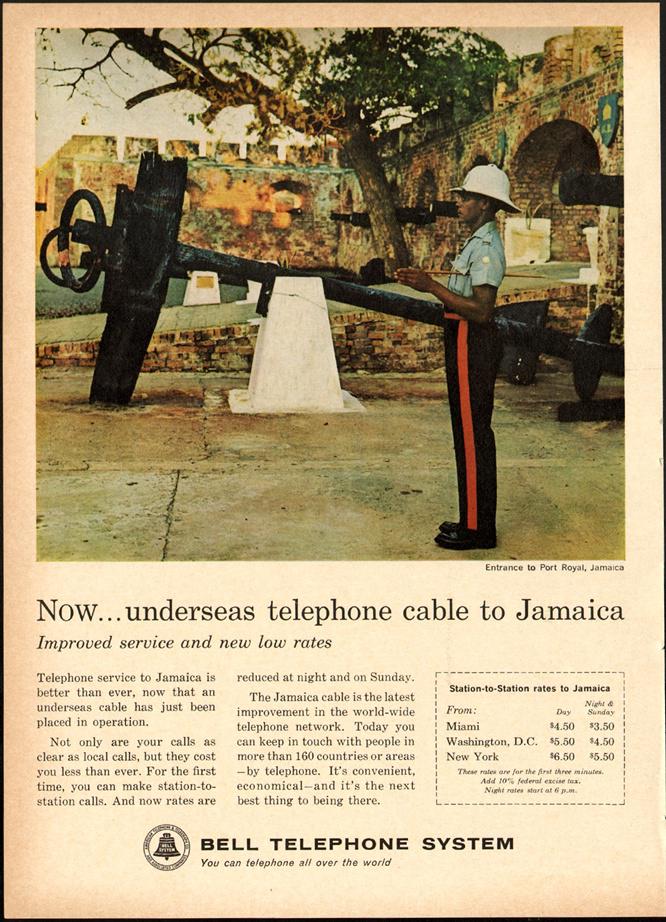 Entrance to Port Royal, Jamaica
Now...underseas telephone cable to Jamaica
Improved service and new low rates
Telephone service to Jamaica is
better than ever, now that an
underseas cable has just been
placed in operation.
Not only are your calls as
clear as local calls, but they cost
you less than ever. For the first
time, you can make station-to-
station calls. And now rates are
reduced at night and on Sunday.
The Jamaica cable is the latest
improvement in the world-wide
telephone network. Today you
can keep in touch with people in
more than 160 countries or areas
—by telephone. It's convenient,
economical—and it's the next
best thing to being there.
Station-to-Station rates to Jamaica
From: Day Night & Sunday
Miami $4.50 $3.50
Washington, D.C. $5.50 $4.50
New York $6.50 $5.50
These rates are for the first three minutes.
Add 10% federal excise tax.
Night rates start at 6 p.m.
BELL SYSTEM
BELL TELEPHONE SYSTEM
You can telephone all over the world